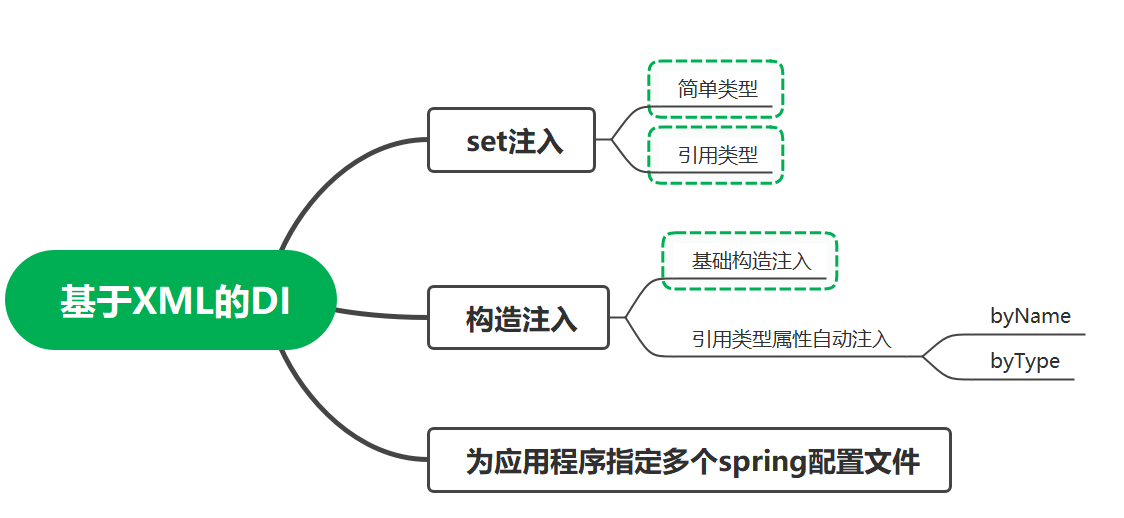 基于XML的DI
set注入
简单类型
引用类型
构造注入
基础构造注入
引用类型属性自动注入
byName
byType
为应用程序指定多个spring配置文件